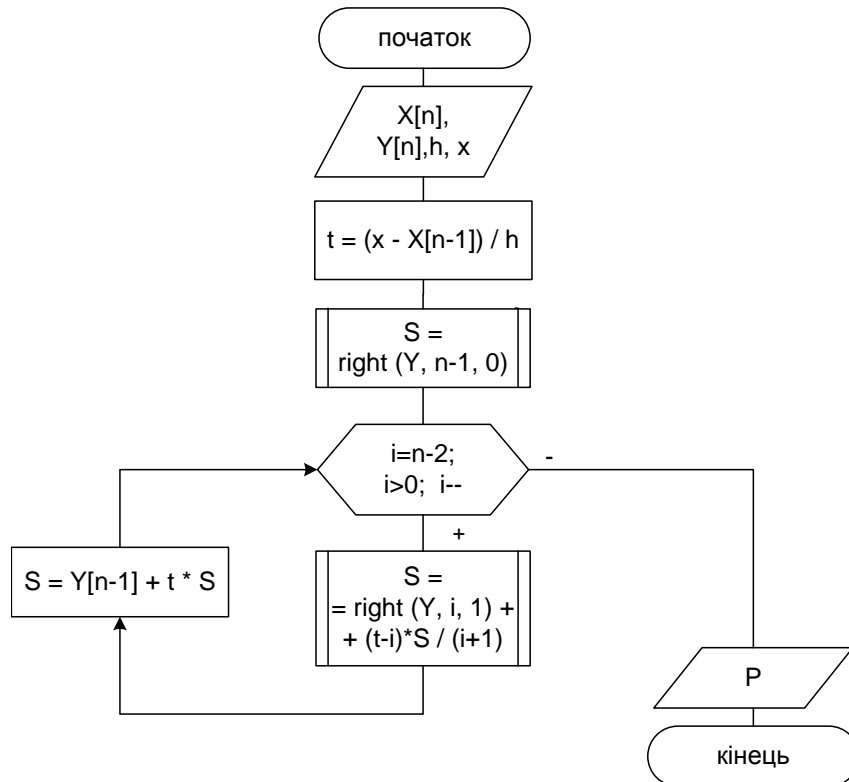 початок
X[n],
Y[n],h, x
t = (x - X[n-1]) / h
S =
right (Y, n-1, 0)
i=n-2;
i>0; i--
-
+
S =
= right (Y, i, 1) +
+ (t-i)*S / (i+1)
S = Y[n-1] + t * S
P
кінець